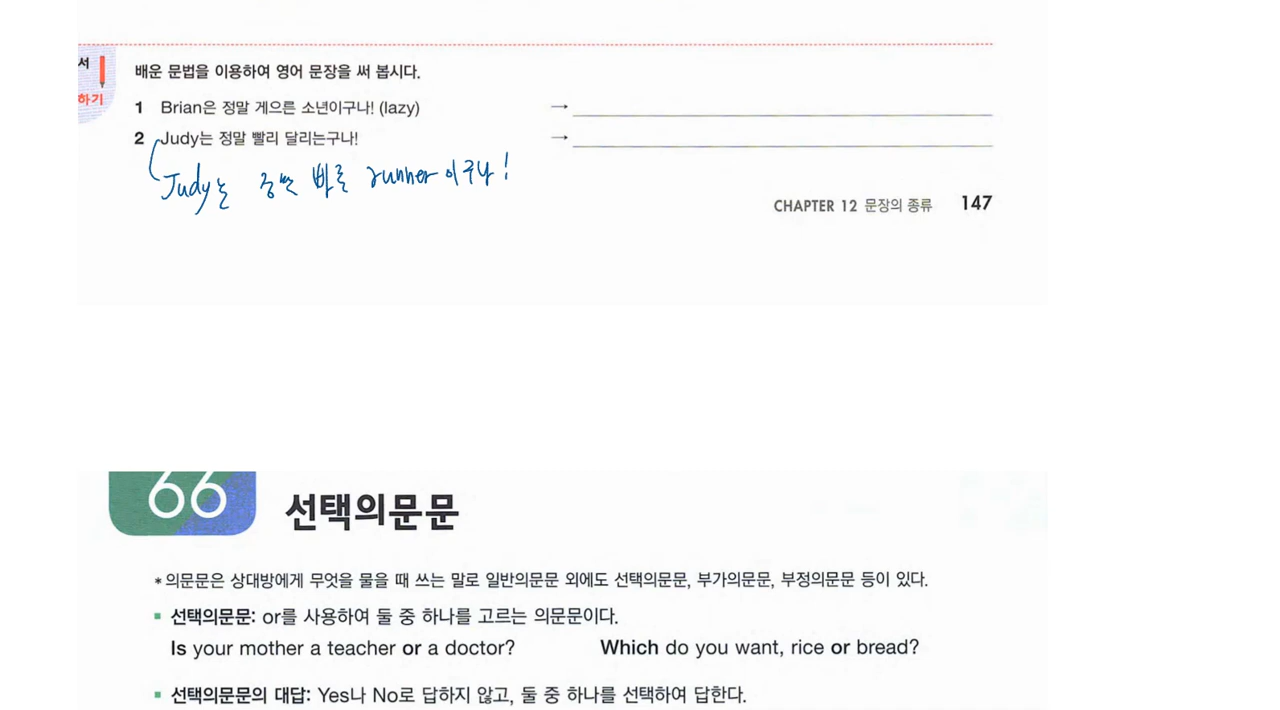 서
하기
배운 문법을 이용하여 영어 문장을 써 봅시다.
1 Brian은 정말 게으른 소년이구나! (lazy) →
2 Judy는 정말 빨리 달리는구나! →
Judy는 정말 빠른 runner이구나!
CHAPTER 12 문장의 종류 147
66 선택의문문
*의문문은 상대방에게 무엇을 물을 때 쓰는 말로 일반의문문 외에도 선택의문문, 부가의문문, 부정의문문 등이 있다.
▪ 선택의문문: or를 사용하여 둘 중 하나를 고르는 의문문이다.
Is your mother a teacher or a doctor? Which do you want, rice or bread?
▪ 선택의문문의 대답: Yes나 No로 답하지 않고, 둘 중 하나를 선택하여 답한다.